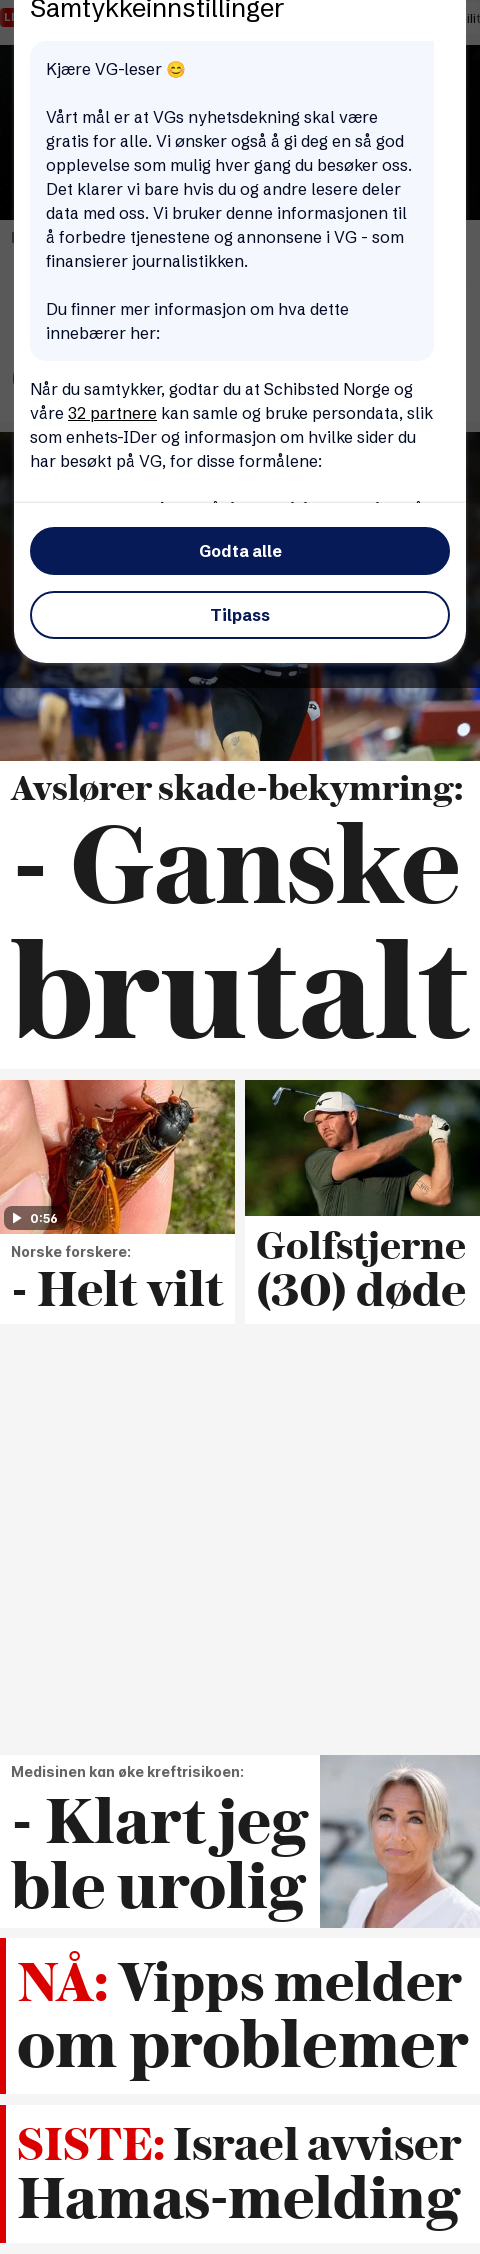 Samtykkeinnstillinger
Kjære VG-leser 😊
Vårt mål er at VGs nyhetsdekning skal være
gratis for alle. Vi ønsker også å gi deg en så god
opplevelse som mulig hver gang du besøker oss.
Det klarer vi bare hvis du og andre lesere deler
data med oss. Vi bruker denne informasjonen til
å forbedre tjenestene og annonsene i VG - som
finansierer journalistikken.
Du finner mer informasjon om hva dette
innebærer her:
Når du samtykker, godtar du at Schibsted Norge og
våre 32 partnere kan samle og bruke persondata, slik
som enhets-IDer og informasjon om hvilke sider du
har besøkt på VG, for disse formålene:
Godta alle
Tilpass
Avslører skade-bekymring:
- Ganske
brutalt
0:56
Norske forskere:
- Helt vilt
Golfstjerne
(30) døde
Medisinen kan øke kreftrisikoen:
- Klart jeg
ble urolig
NÅ: Vipps melder
om problemer
SISTE: Israel avviser
Hamas-melding